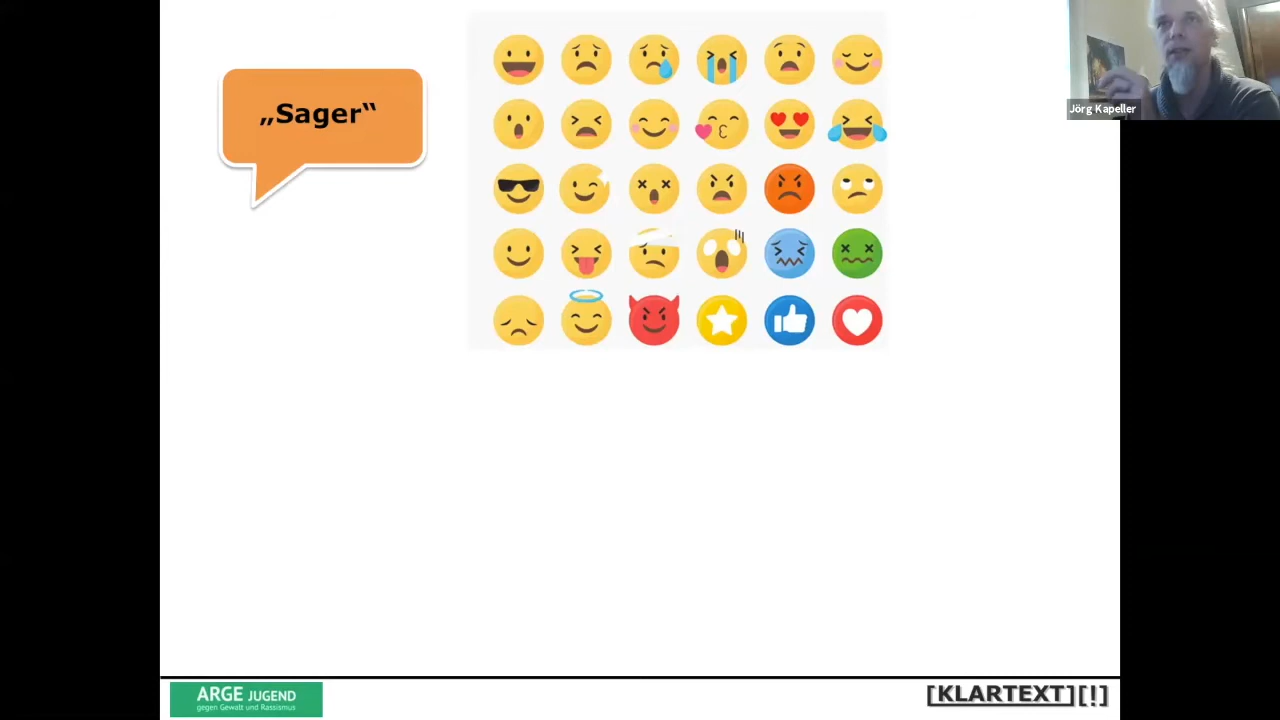 „Sager“
Jörg Kapeller
ARGE JUGEND
gegen Gewalt und Rassismus
[KLARTEXT][!]